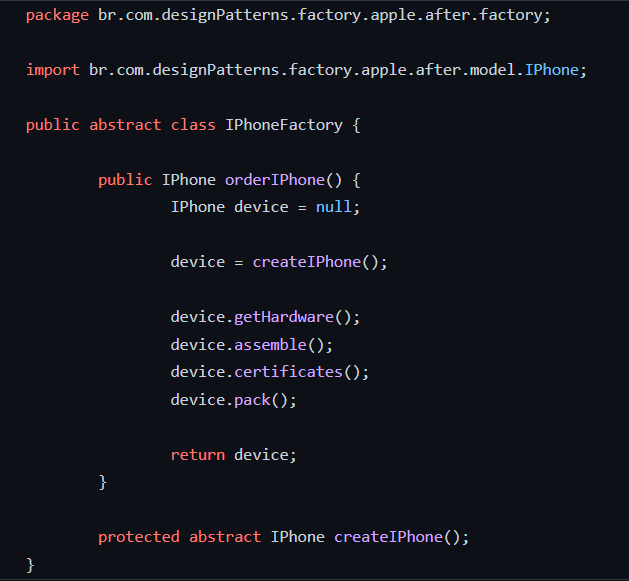 package br.com.designPatterns.factory.apple.after.factory;
import br.com.designPatterns.factory.apple.after.model.IPhone;
public abstract class IPhoneFactory {
public IPhone orderIPhone() {
IPhone device = null;
device = createIPhone();
device.getHardware();
device.assemble();
device.certificates();
device.pack();
return device;
}
protected abstract IPhone createIPhone();
}